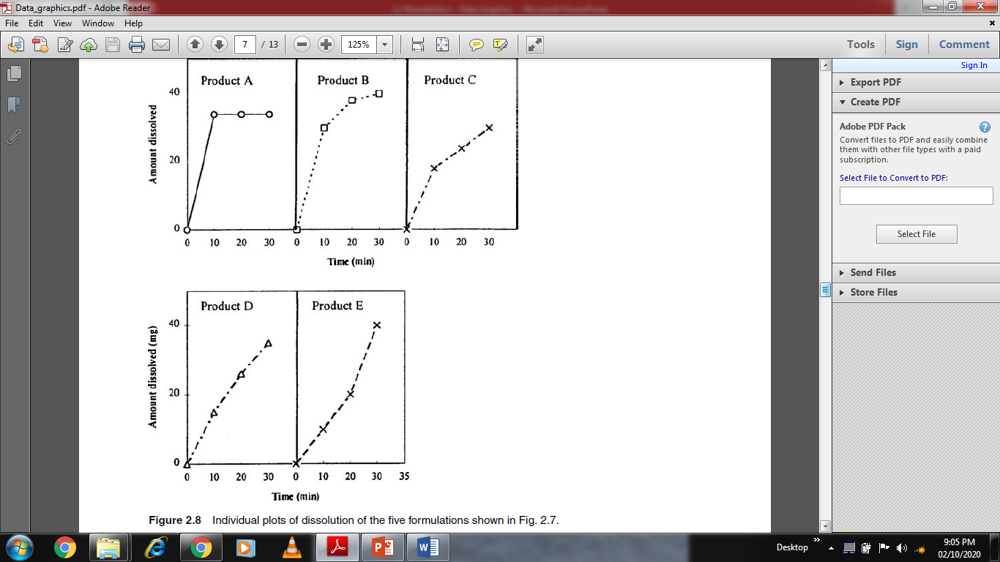 Data_graphics.pdf - Adobe Reader
File Edit View Window Help
7 / 13 125% Tools Sign Comment
Sign In
Export PDF
Create PDF
Adobe PDF Pack
Convert files to PDF and easily combine
them with other file types with a paid
subscription.
Select File to Convert to PDF:
Select File
Send Files
Store Files
Product A Product B Product C
Amount dissolved
40
20
0
0 10 20 30 0 10 20 30 0 10 20 30
Time (min)
Product D Product E
Amount dissolved (mg)
40
20
0
0 10 20 30 0 10 20 30 35
Time (min)
Figure 2.8 Individual plots of dissolution of the five formulations shown in Fig. 2.7.
Desktop
9:05 PM
02/10/2020